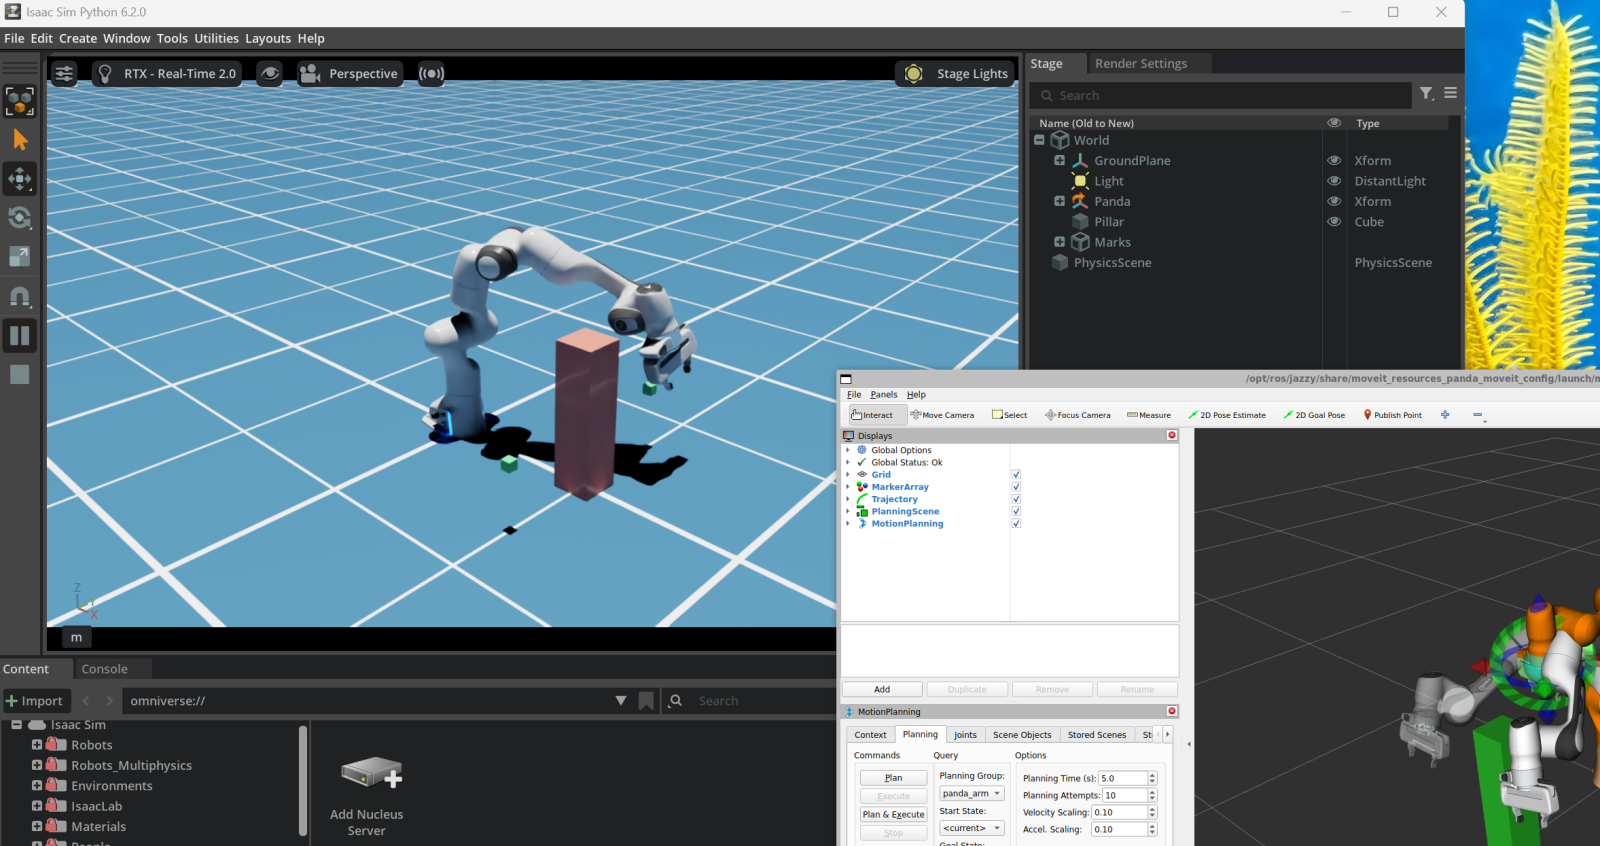 Isaac Sim Python 6.2.0
File Edit Create Window Tools Utilities Layouts Help
RTX - Real-Time 2.0
Perspective
Stage Lights
Stage
Render Settings
Search
Name (Old to New)
Type
World
GroundPlane
Xform
Light
DistantLight
Panda
Xform
Pillar
Cube
Marks
PhysicsScene
PhysicsScene
Z
X
m
Content
Console
Import
omniverse://
Search
Isaac Sim
Robots
Robots_Multiphysics
Environments
IsaacLab
Materials
People
Add Nucleus
Server
/opt/ros/jazzy/share/moveit_resources_panda_moveit_config/launch/
File Panels Help
Interact
Move Camera
Select
Focus Camera
Measure
2D Pose Estimate
2D Goal Pose
Publish Point
Displays
Global Options
Global Status: Ok
Grid
MarkerArray
Trajectory
PlanningScene
MotionPlanning
Add
Duplicate
Remove
Rename
MotionPlanning
Context
Planning
Joints
Scene Objects
Stored Scenes
St
Commands
Query
Options
Plan
Execute
Plan & Execute
Stop
Planning Group:
panda_arm
Start State:
<current>
Goal State:
Planning Time (s): 5.0
Planning Attempts: 10
Velocity Scaling: 0.10
Accel. Scaling: 0.10